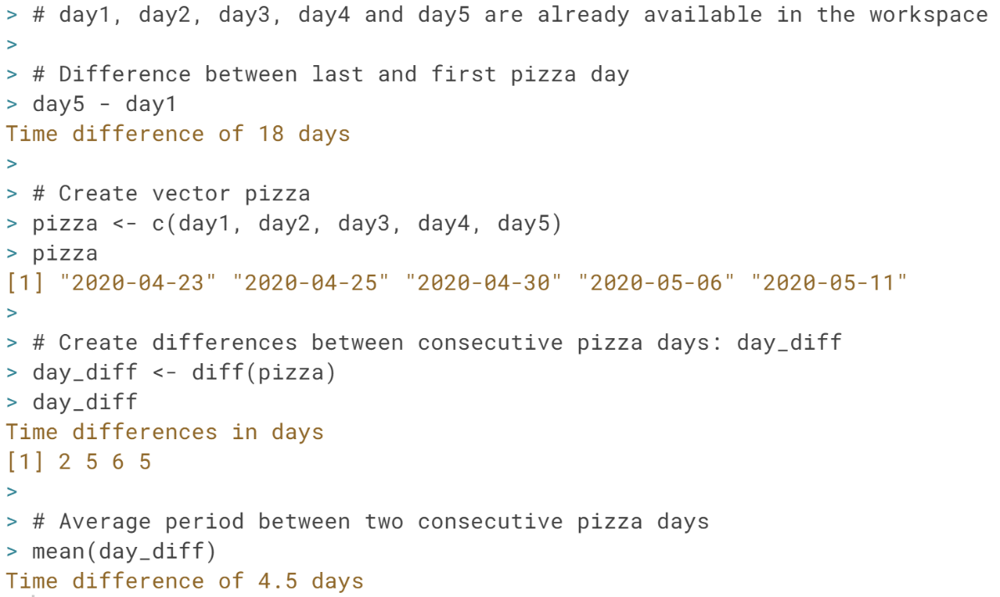 > # day1, day2, day3, day4 and day5 are already available in the workspace
>
> # Difference between last and first pizza day
> day5 - day1
Time difference of 18 days
>
> # Create vector pizza
> pizza <- c(day1, day2, day3, day4, day5)
> pizza
[1] "2020-04-23" "2020-04-25" "2020-04-30" "2020-05-06" "2020-05-11"
>
> # Create differences between consecutive pizza days: day_diff
> day_diff <- diff(pizza)
> day_diff
Time differences in days
[1] 2 5 6 5
>
> # Average period between two consecutive pizza days
> mean(day_diff)
Time difference of 4.5 days